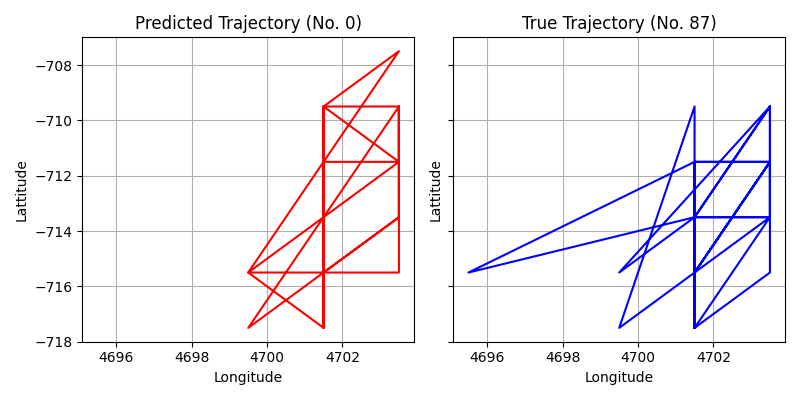 Predicted Trajectory (No. 0)
True Trajectory (No. 87)
−708
−710
−712
−714
−716
−718
Lattitude
Lattitude
4696 4698 4700 4702
4696 4698 4700 4702
Longitude
Longitude